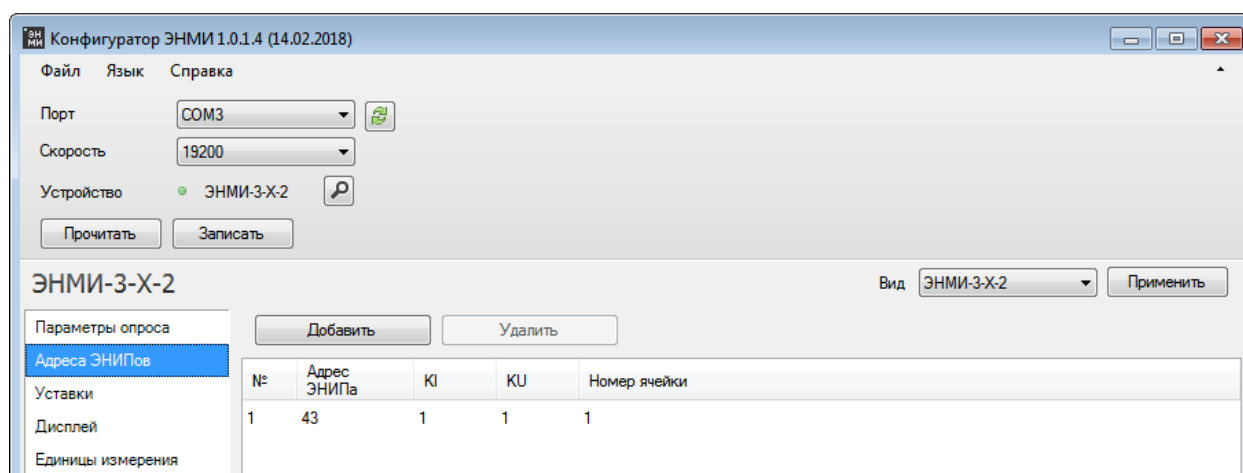 ЭН МИ Конфигуратор ЭНМИ 1.0.1.4 (14.02.2018)
Файл Язык Справка
Порт COM3
Скорость 19200
Устройство ЭНМИ-3-X-2
Прочитать Записать
ЭНМИ-3-X-2 Вид ЭНМИ-3-X-2 Применить
Параметры опроса Добавить Удалить
Адреса ЭНИПов
№ Адрес ЭНИПа KI KU Номер ячейки
Уставки
1 43 1 1 1
Дисплей
Единицы измерения